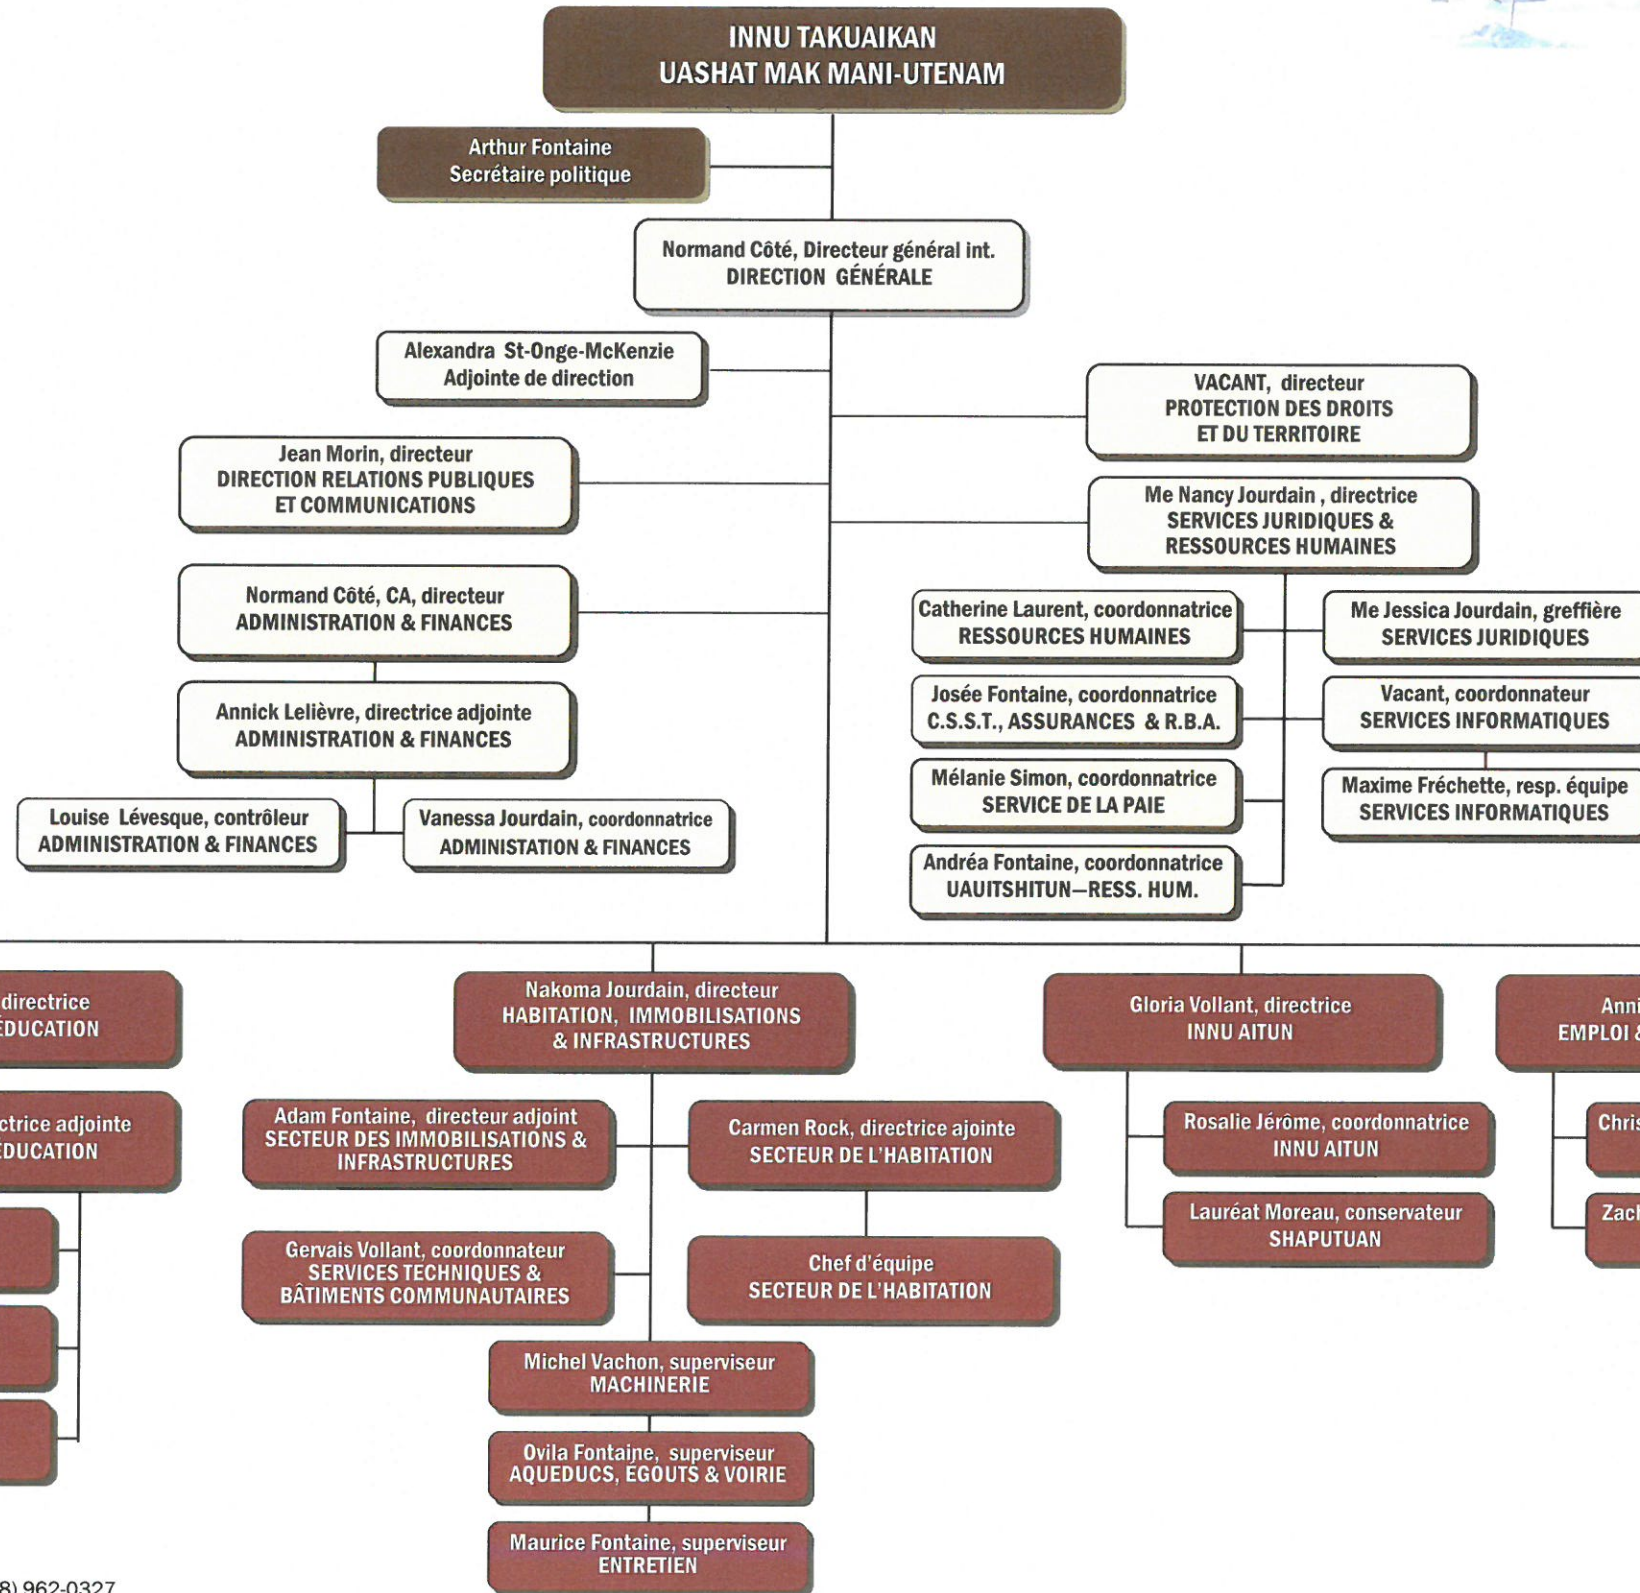 INNU TAKUAIKAN
UASHAT MAK MANI-UTENAM
Arthur Fontaine
Secrétaire politique
Normand Côté, Directeur général int.
DIRECTION GÉNÉRALE
Alexandra St-Onge-McKenzie
Adjointe de direction
VACANT, directeur
PROTECTION DES DROITS
ET DU TERRITOIRE
Jean Morin, directeur
DIRECTION RELATIONS PUBLIQUES
ET COMMUNICATIONS
Me Nancy Jourdain , directrice
SERVICES JURIDIQUES &
RESSOURCES HUMAINES
Normand Côté, CA, directeur
ADMINISTRATION & FINANCES
Annick Lelièvre, directrice adjointe
ADMINISTRATION & FINANCES
Louise Lévesque, contrôleur
ADMINISTRATION & FINANCES
Vanessa Jourdain, coordonnatrice
ADMINISTATION & FINANCES
Catherine Laurent, coordonnatrice
RESSOURCES HUMAINES
Me Jessica Jourdain, greffière
SERVICES JURIDIQUES
Josée Fontaine, coordonnatrice
C.S.S.T., ASSURANCES & R.B.A.
Vacant, coordonnateur
SERVICES INFORMATIQUES
Mélanie Simon, coordonnatrice
SERVICE DE LA PAIE
Maxime Fréchette, resp. équipe
SERVICES INFORMATIQUES
Andréa Fontaine, coordonnatrice
UAUITSHITUN—RESS. HUM.
directrice
ÉDUCATION
ctrice adjointe
ÉDUCATION
Nakoma Jourdain, directeur
HABITATION, IMMOBILISATIONS
& INFRASTRUCTURES
Adam Fontaine, directeur adjoint
SECTEUR DES IMMOBILISATIONS &
INFRASTRUCTURES
Carmen Rock, directrice ajointe
SECTEUR DE L'HABITATION
Gervais Vollant, coordonnateur
SERVICES TECHNIQUES &
BÂTIMENTS COMMUNAUTAIRES
Chef d'équipe
SECTEUR DE L'HABITATION
Michel Vachon, superviseur
MACHINERIE
Ovila Fontaine, superviseur
AQUEDUCS, ÉGOUTS & VOIRIE
Maurice Fontaine, superviseur
ENTRETIEN
Gloria Vollant, directrice
INNU AITUN
Rosalie Jérôme, coordonnatrice
INNU AITUN
Lauréat Moreau, conservateur
SHAPUTUAN
Anni
EMPLOI &
Chris
Zach
8) 962-0327